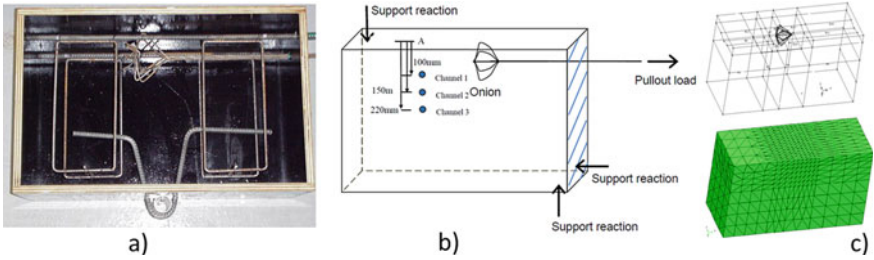 Support reaction
A
100mm
Channel 1
150m
Channel 2
Onion
220mm
Channel 3
Pullout load
Support reaction
Support reaction
a)
b)
c)